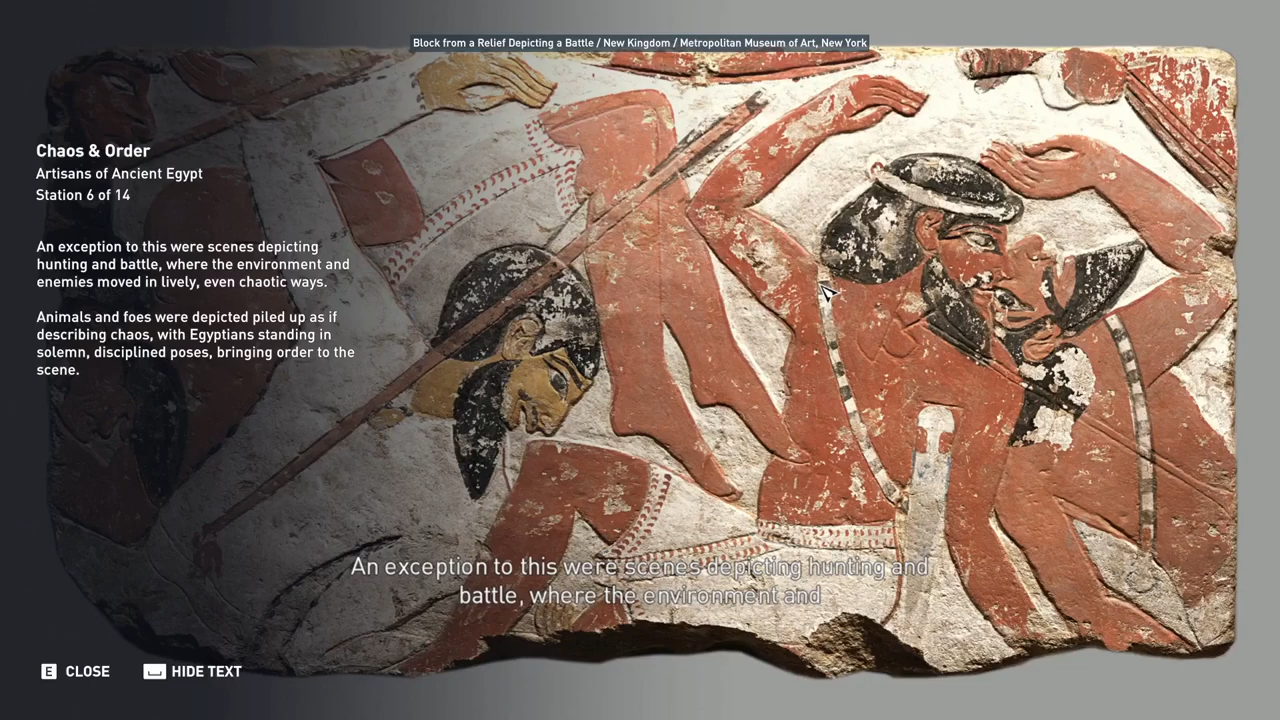 Block from a Relief Depicting a Battle / New Kingdom / Metropolitan Museum of Art, New York
Chaos & Order
Artisans of Ancient Egypt
Station 6 of 14
An exception to this were scenes depicting
hunting and battle, where the environment and
enemies moved in lively, even chaotic ways.
Animals and foes were depicted piled up as if
describing chaos, with Egyptians standing in
solemn, disciplined poses, bringing order to the
scene.
An exception to this were scenes depicting hunting and
battle, where the environment and
E CLOSE
HIDE TEXT